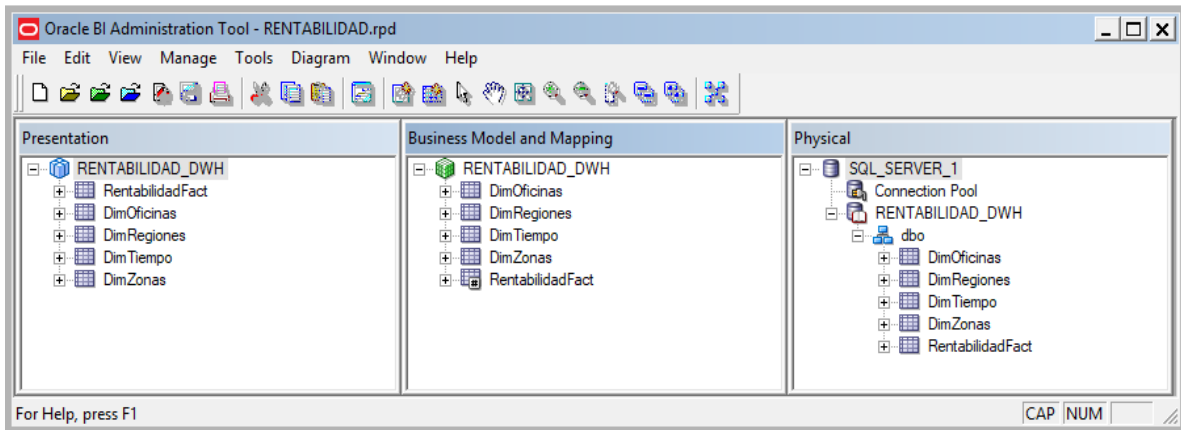 Oracle BI Administration Tool - RENTABILIDAD.rpd
File Edit View Manage Tools Diagram Window Help
Presentation
RENTABILIDAD_DWH
RentabilidadFact
DimOficinas
DimRegiones
DimTiempo
DimZonas
Business Model and Mapping
RENTABILIDAD_DWH
DimOficinas
DimRegiones
DimTiempo
DimZonas
RentabilidadFact
Physical
SQL_SERVER_1
Connection Pool
RENTABILIDAD_DWH
dbo
DimOficinas
DimRegiones
DimTiempo
DimZonas
RentabilidadFact
For Help, press F1
CAP NUM